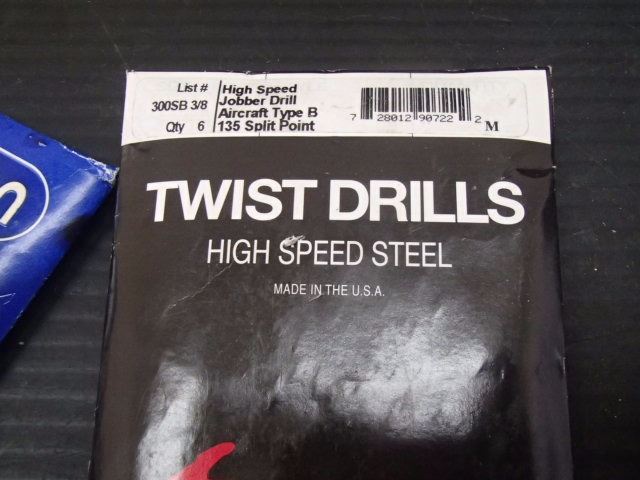 List #
300SB 3/8
Qty 6
High Speed
Jobber Drill
Aircraft Type B
135 Split Point
7 28012 90722 2
M
TWIST DRILLS
HIGH SPEED STEEL
MADE IN THE U.S.A.